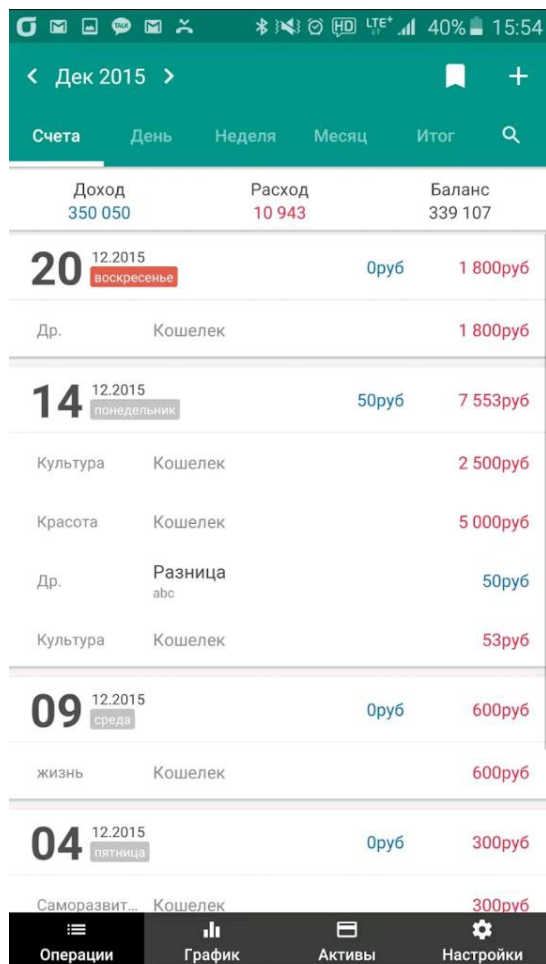 TALK HD LTE+ 40% 15:54
Дек 2015
Счета День Неделя Месяц Итог
Доход Расход Баланс
350 050 10 943 339 107
20 12.2015 0руб 1 800руб
воскресенье
Др. Кошелек 1 800руб
14 12.2015 50руб 7 553руб
понедельник
Культура Кошелек 2 500руб
Красота Кошелек 5 000руб
Др. Разница 50руб
abc
Культура Кошелек 53руб
09 12.2015 0руб 600руб
среда
жизнь Кошелек 600руб
04 12.2015 0руб 300руб
пятница
Саморазвит... Кошелек 300руб
Операции График Активы Настройки